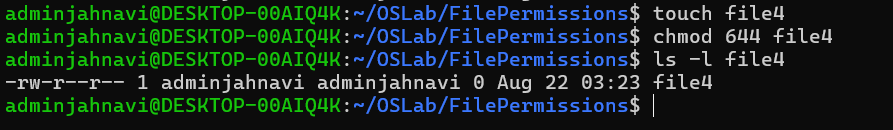 adminjahnavi@DESKTOP-00AIQ4K:~/OSLab/FilePermissions$ touch file4
adminjahnavi@DESKTOP-00AIQ4K:~/OSLab/FilePermissions$ chmod 644 file4
adminjahnavi@DESKTOP-00AIQ4K:~/OSLab/FilePermissions$ ls -l file4
-rw-r--r-- 1 adminjahnavi adminjahnavi 0 Aug 22 03:23 file4
adminjahnavi@DESKTOP-00AIQ4K:~/OSLab/FilePermissions$